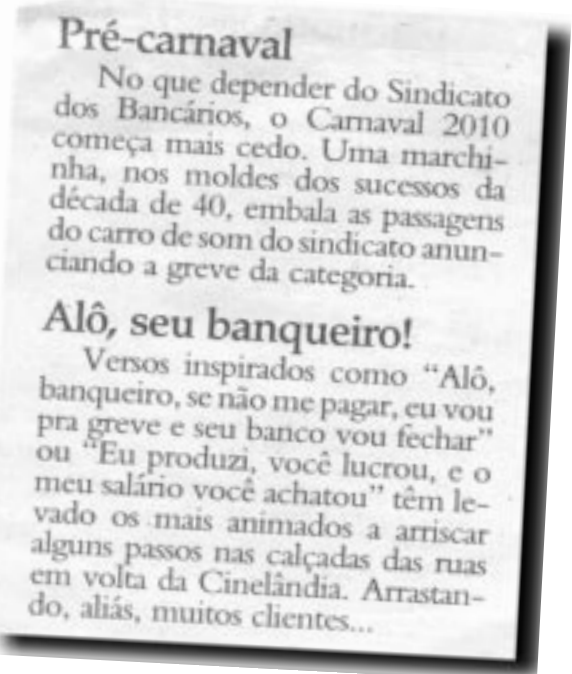 Pré-carnaval
No que depender do Sindicato
dos Bancários, o Carnaval 2010
começa mais cedo. Uma marchi-
nha, nos moldes dos sucessos da
década de 40, embala as passagens
do carro de som do sindicato anun-
ciando a greve da categoria.
Alô, seu banqueiro!
Versos inspirados como “Alô,
banqueiro, se não me pagar, eu vou
pra greve e seu banco vou fechar”
ou “Eu produzi, você lucrou, e o
meu salário você achatou” têm le-
vado os mais animados a arriscar
alguns passos nas calçadas das ruas
em volta da Cinelândia. Arrastan-
do, aliás, muitos clientes...